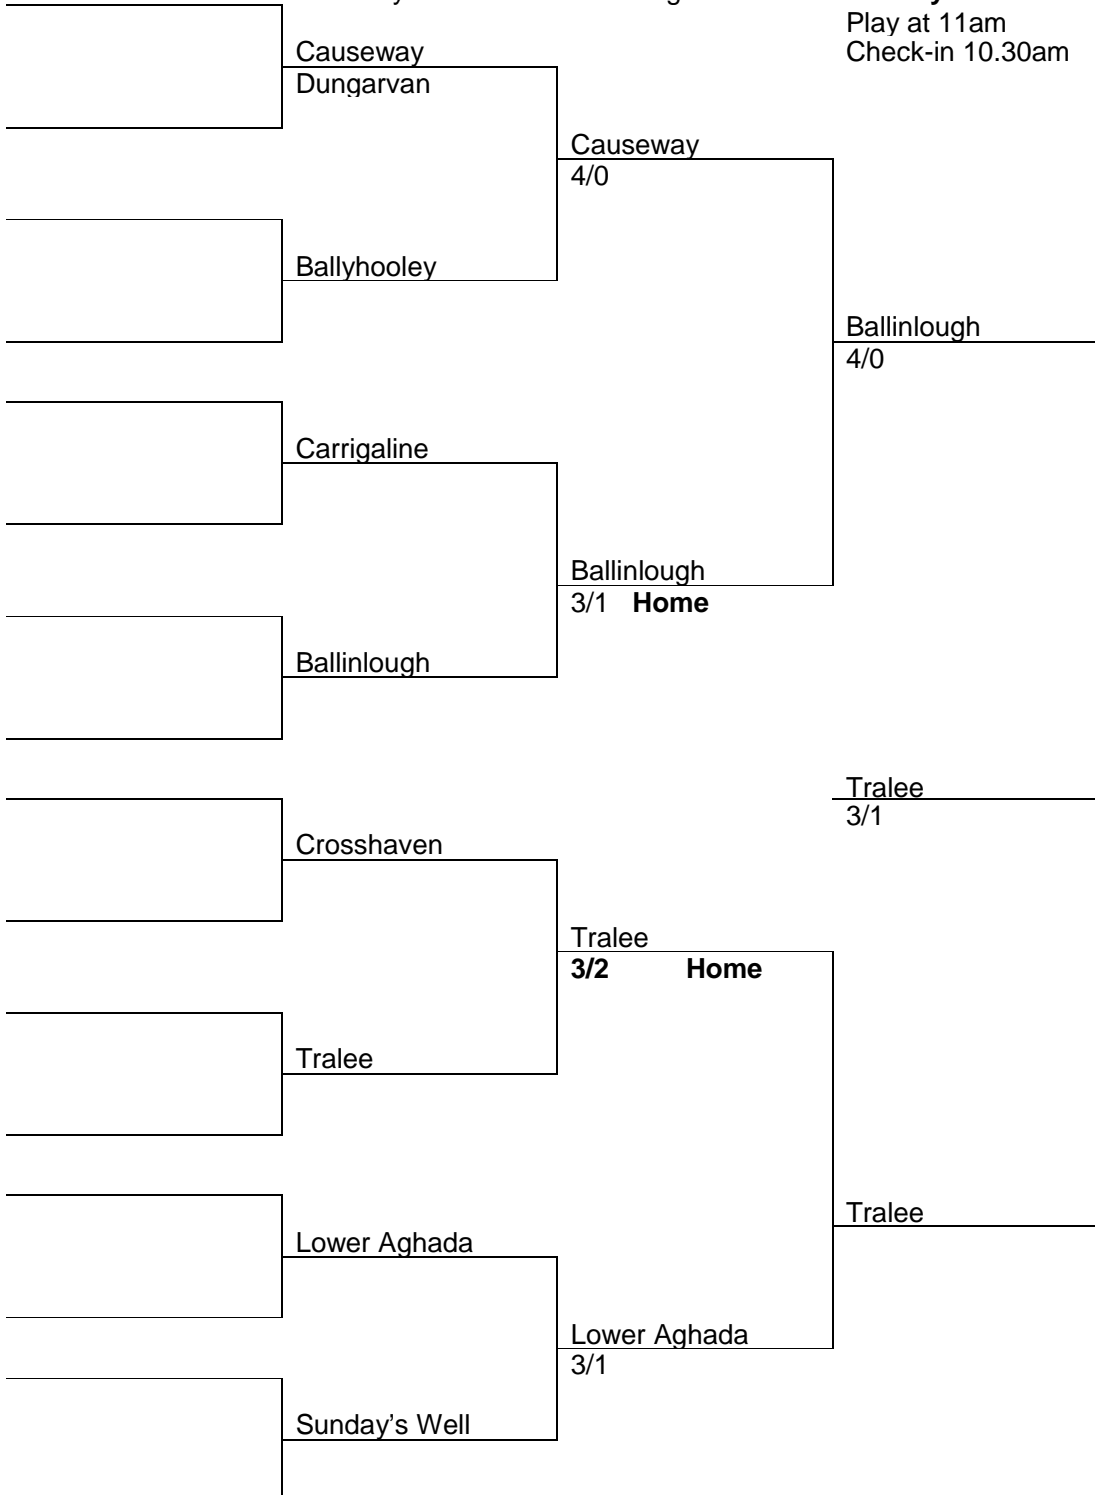 Play at 11am
Check-in 10.30am
Causeway
Dungarvan
Causeway
4/0
Ballyhooley
Ballinlough
4/0
Carrigaline
Ballinlough
3/1 Home
Ballinlough
Tralee
3/1
Crosshaven
Tralee
3/2 Home
Tralee
Tralee
Lower Aghada
Lower Aghada
3/1
Sunday's Well